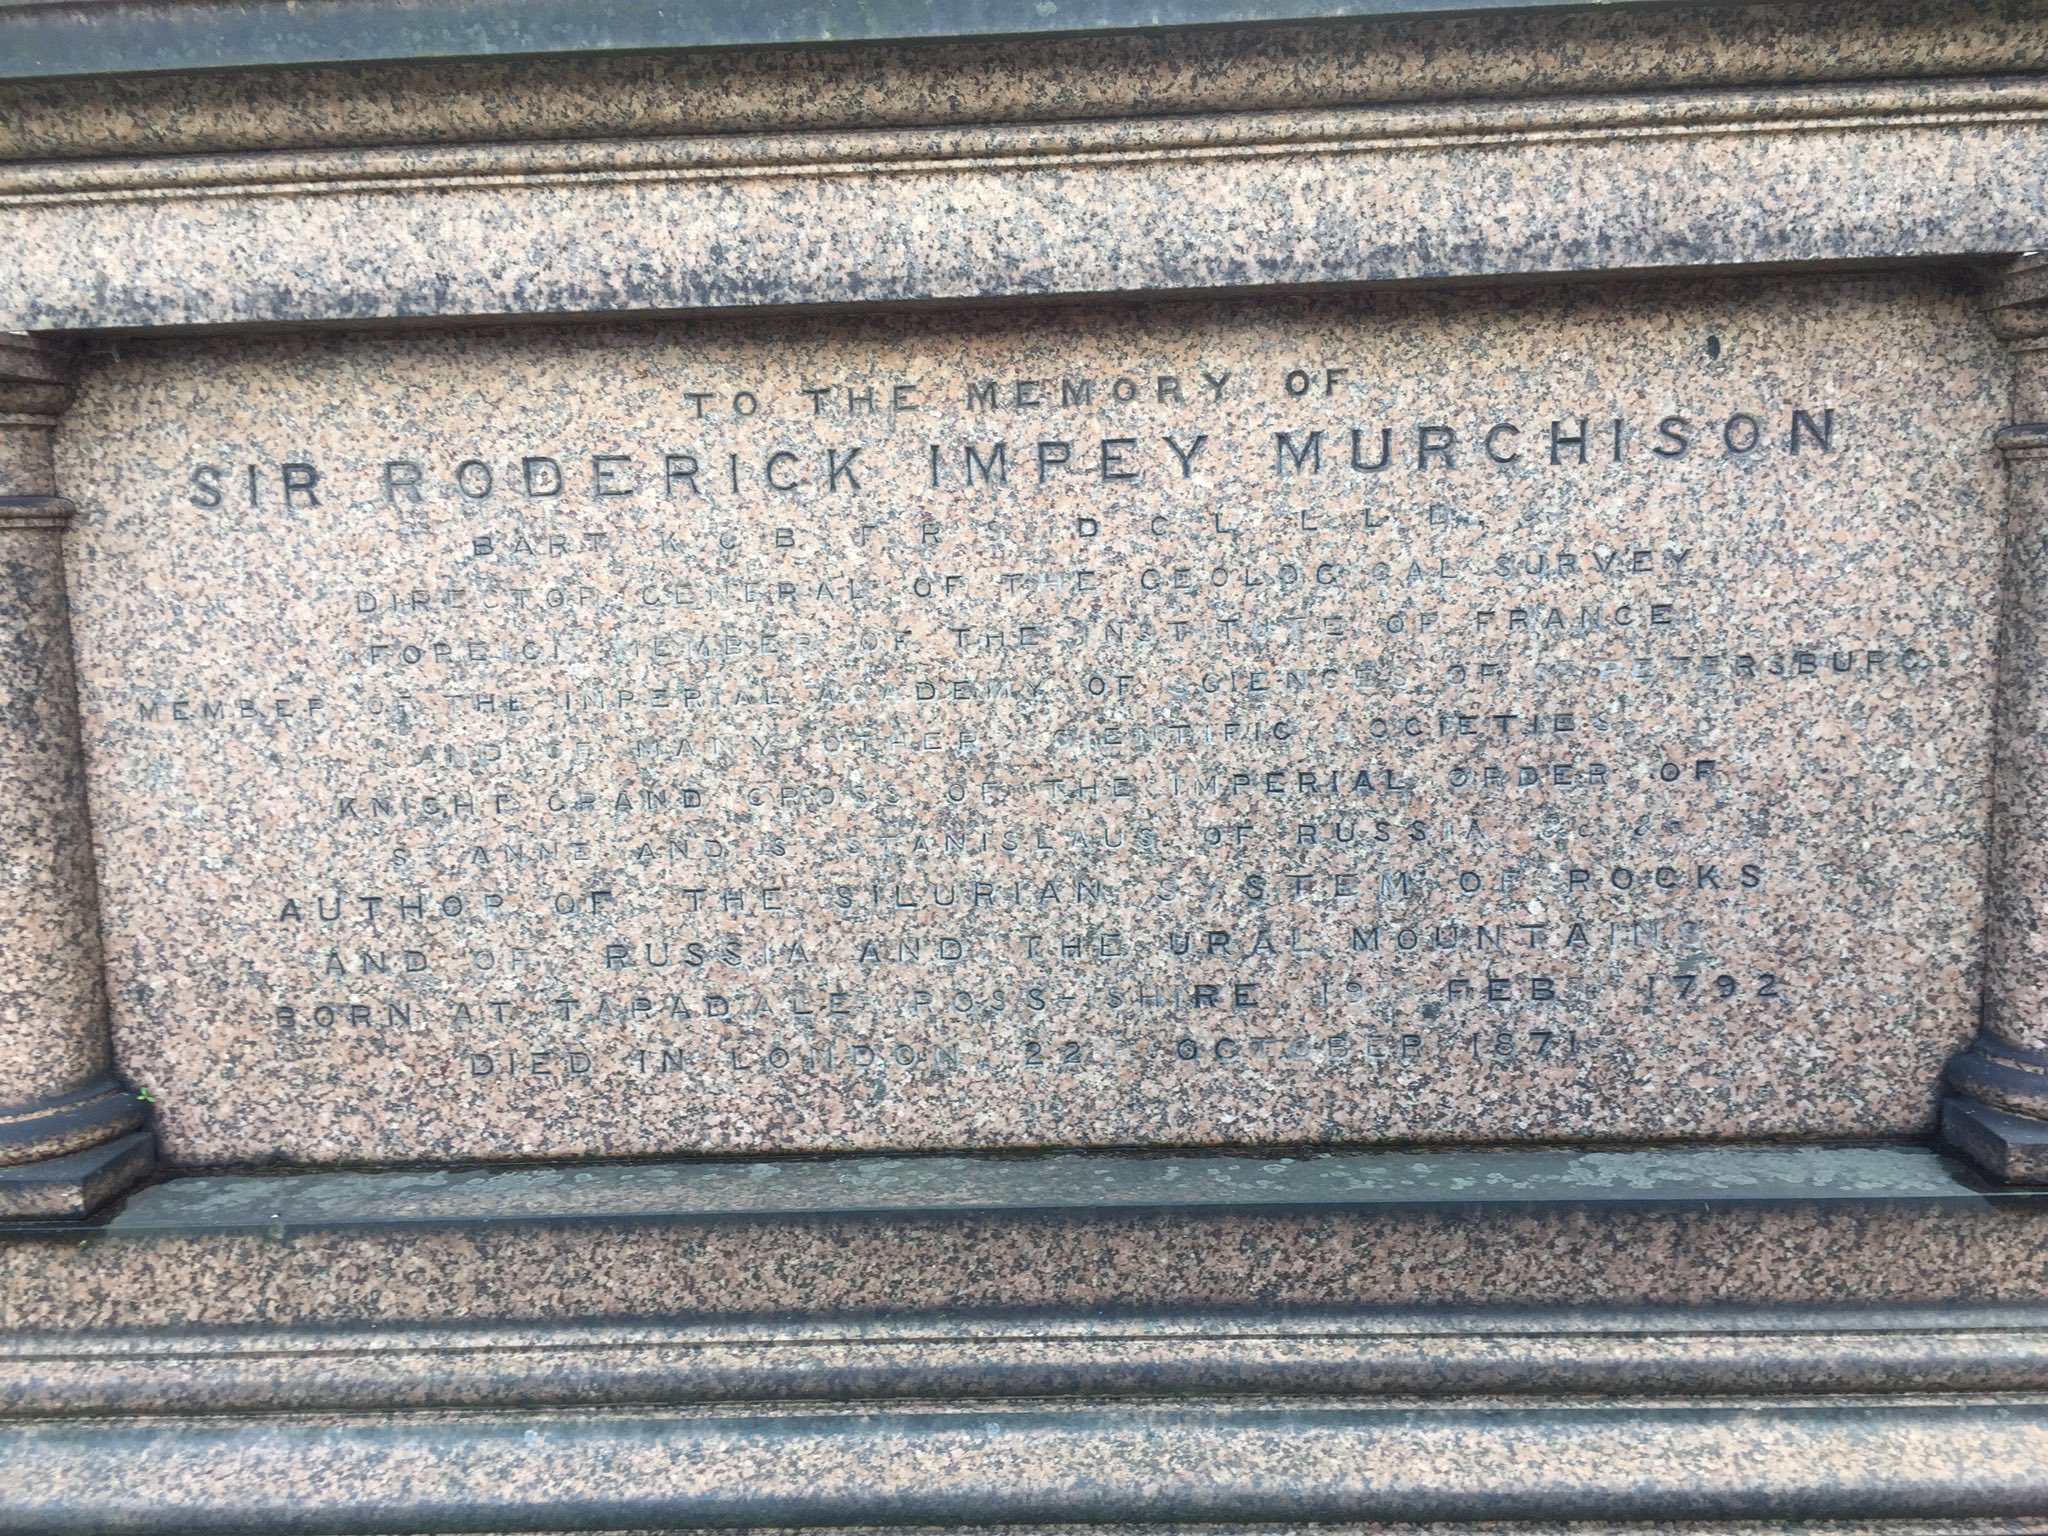 TO THE MEMORY OF
SIR RODERICK IMPEY MURCHISON
BART K C B F R S D C L L L D, &c
DIRECTOR GENERAL OF THE GEOLOGICAL SURVEY
FOREIGN MEMBER OF THE INSTITUTE OF FRANCE
MEMBER OF THE IMPERIAL ACADEMY OF SCIENCES OF ST PETERSBURG
AND OF MANY OTHER SCIENTIFIC SOCIETIES
KNIGHT GRAND CROSS OF THE IMPERIAL ORDER OF
ST ANNE AND ST STANISLAUS OF RUSSIA &c &c
AUTHOR OF THE SILURIAN SYSTEM OF ROCKS
AND OF RUSSIA AND THE URAL MOUNTAINS
BORN AT TARADALE ROSS-SHIRE 19 FEB 1792
DIED IN LONDON 22 OCTOBER 1871